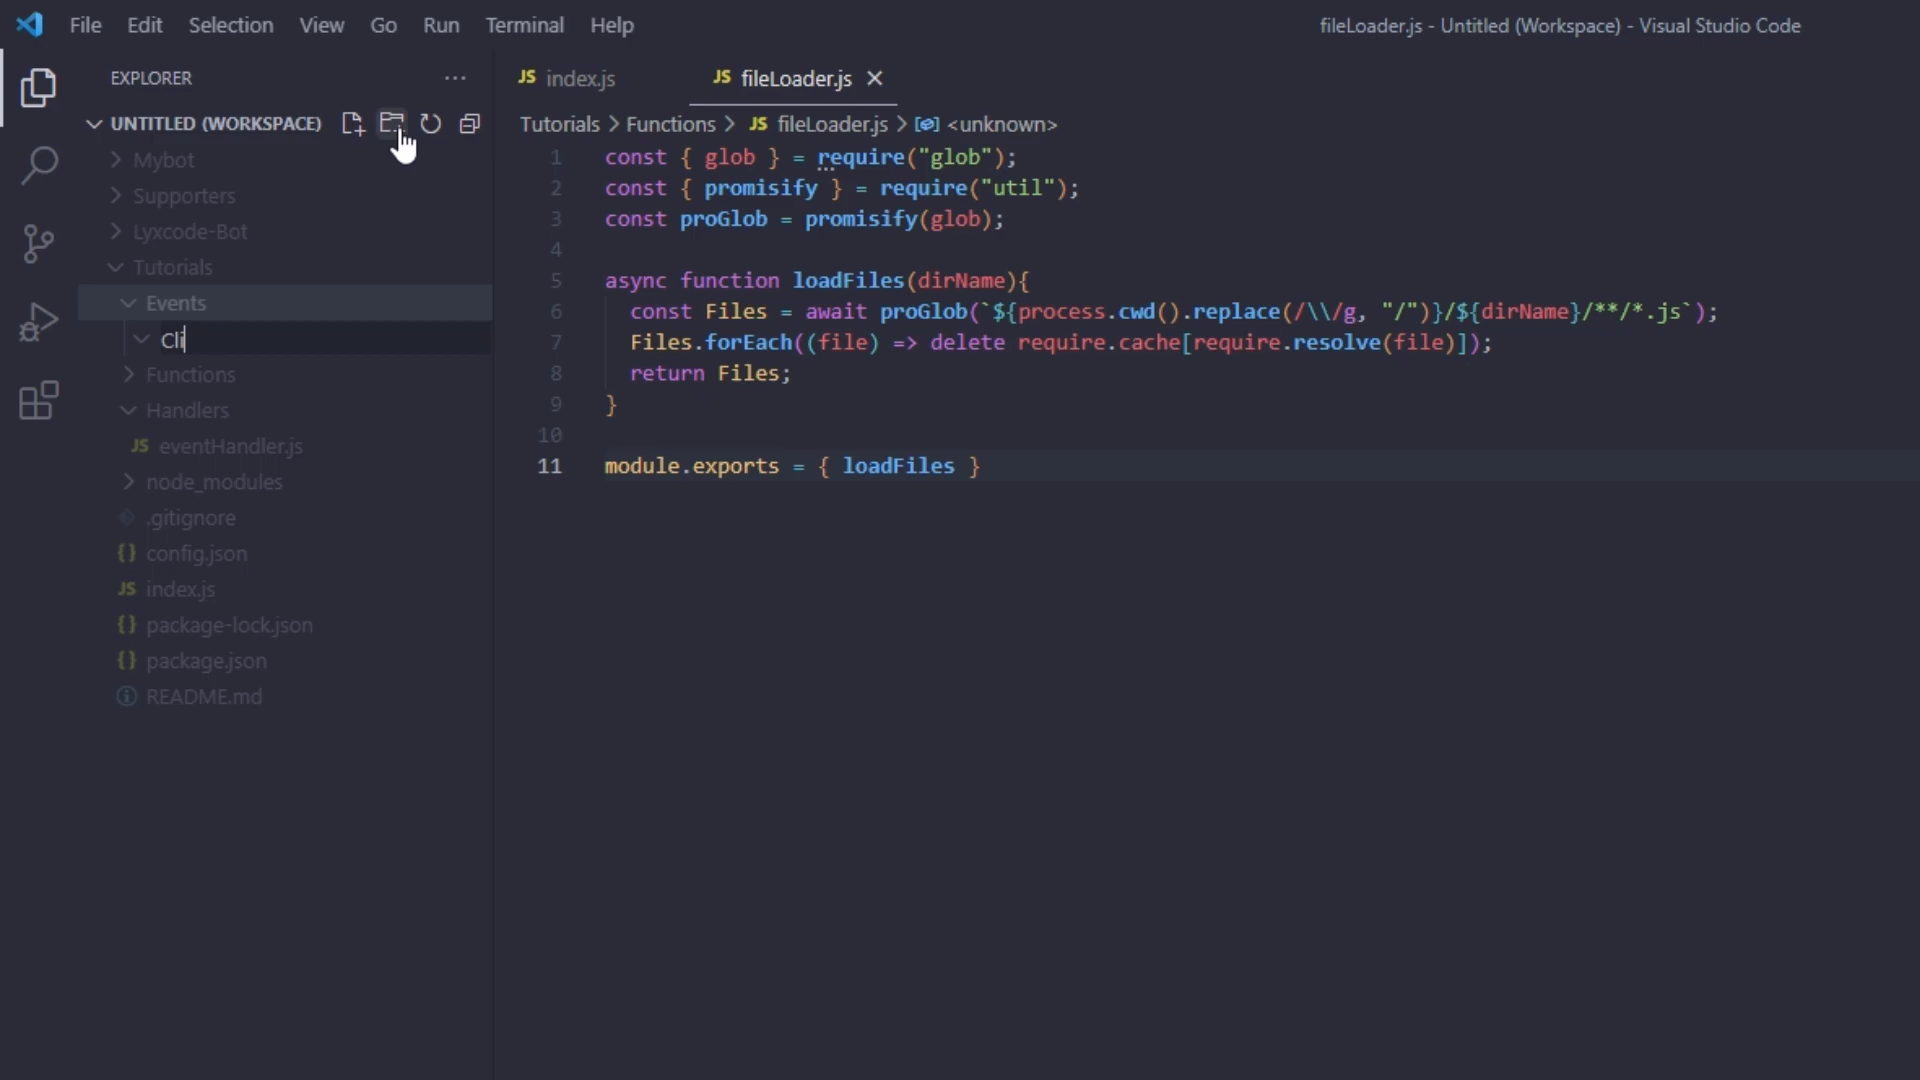 File Edit Selection View Go Run Terminal Help fileLoader.js - Untitled (Workspace) - Visual Studio Code
EXPLORER ...
UNTITLED (WORKSPACE)
Mybot
Supporters
Lyxcode-Bot
Tutorials
Events
Cli
Functions
Handlers
JS eventHandler.js
node_modules
.gitignore
{} config.json
JS index.js
{} package-lock.json
{} package.json
README.md
JS index.js JS fileLoader.js
Tutorials > Functions > JS fileLoader.js > <unknown>
1 const { glob } = require("glob");
2 const { promisify } = require("util");
3 const proGlob = promisify(glob);
4
5 async function loadFiles(dirName){
6 const Files = await proGlob(`${process.cwd().replace(/\\/g, "/")}/${dirName}/**/*.js`);
7 Files.forEach((file) => delete require.cache[require.resolve(file)]);
8 return Files;
9 }
10
11 module.exports = { loadFiles }